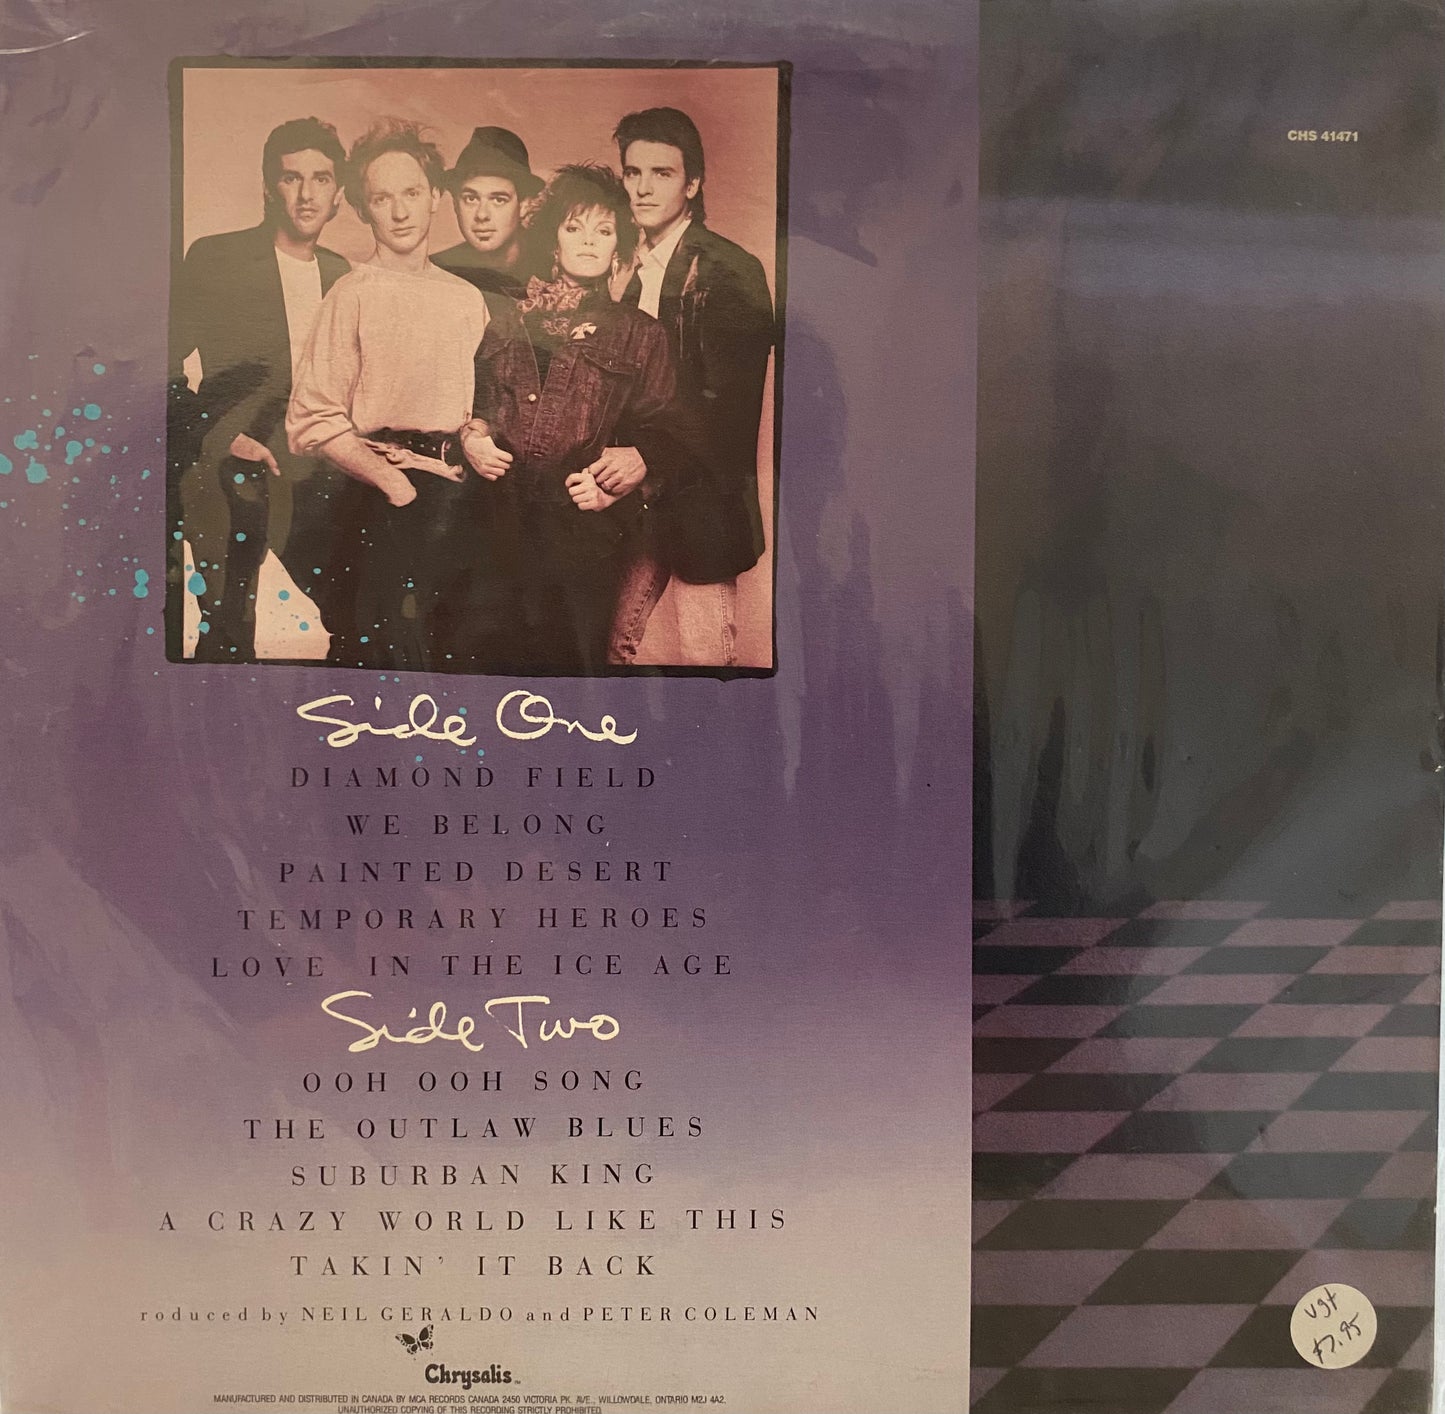 CHS 41471
Side One
DIAMOND FIELD
WE BELONG
PAINTED DESERT
TEMPORARY HEROES
LOVE IN THE ICE AGE
Side Two
OOH OOH SONG
THE OUTLAW BLUES
SUBURBAN KING
A CRAZY WORLD LIKE THIS
TAKIN' IT BACK
roduced by NEIL GERALDO and PETER COLEMAN
Chrysalis™
MANUFACTURED AND DISTRIBUTED IN CANADA BY MCA RECORDS CANADA 2450 VICTORIA PK. AVE., WILLOWDALE, ONTARIO M2J 4A2.
UNAUTHORIZED COPYING OF THIS RECORDING STRICTLY PROHIBITED.
vg+
$7.95